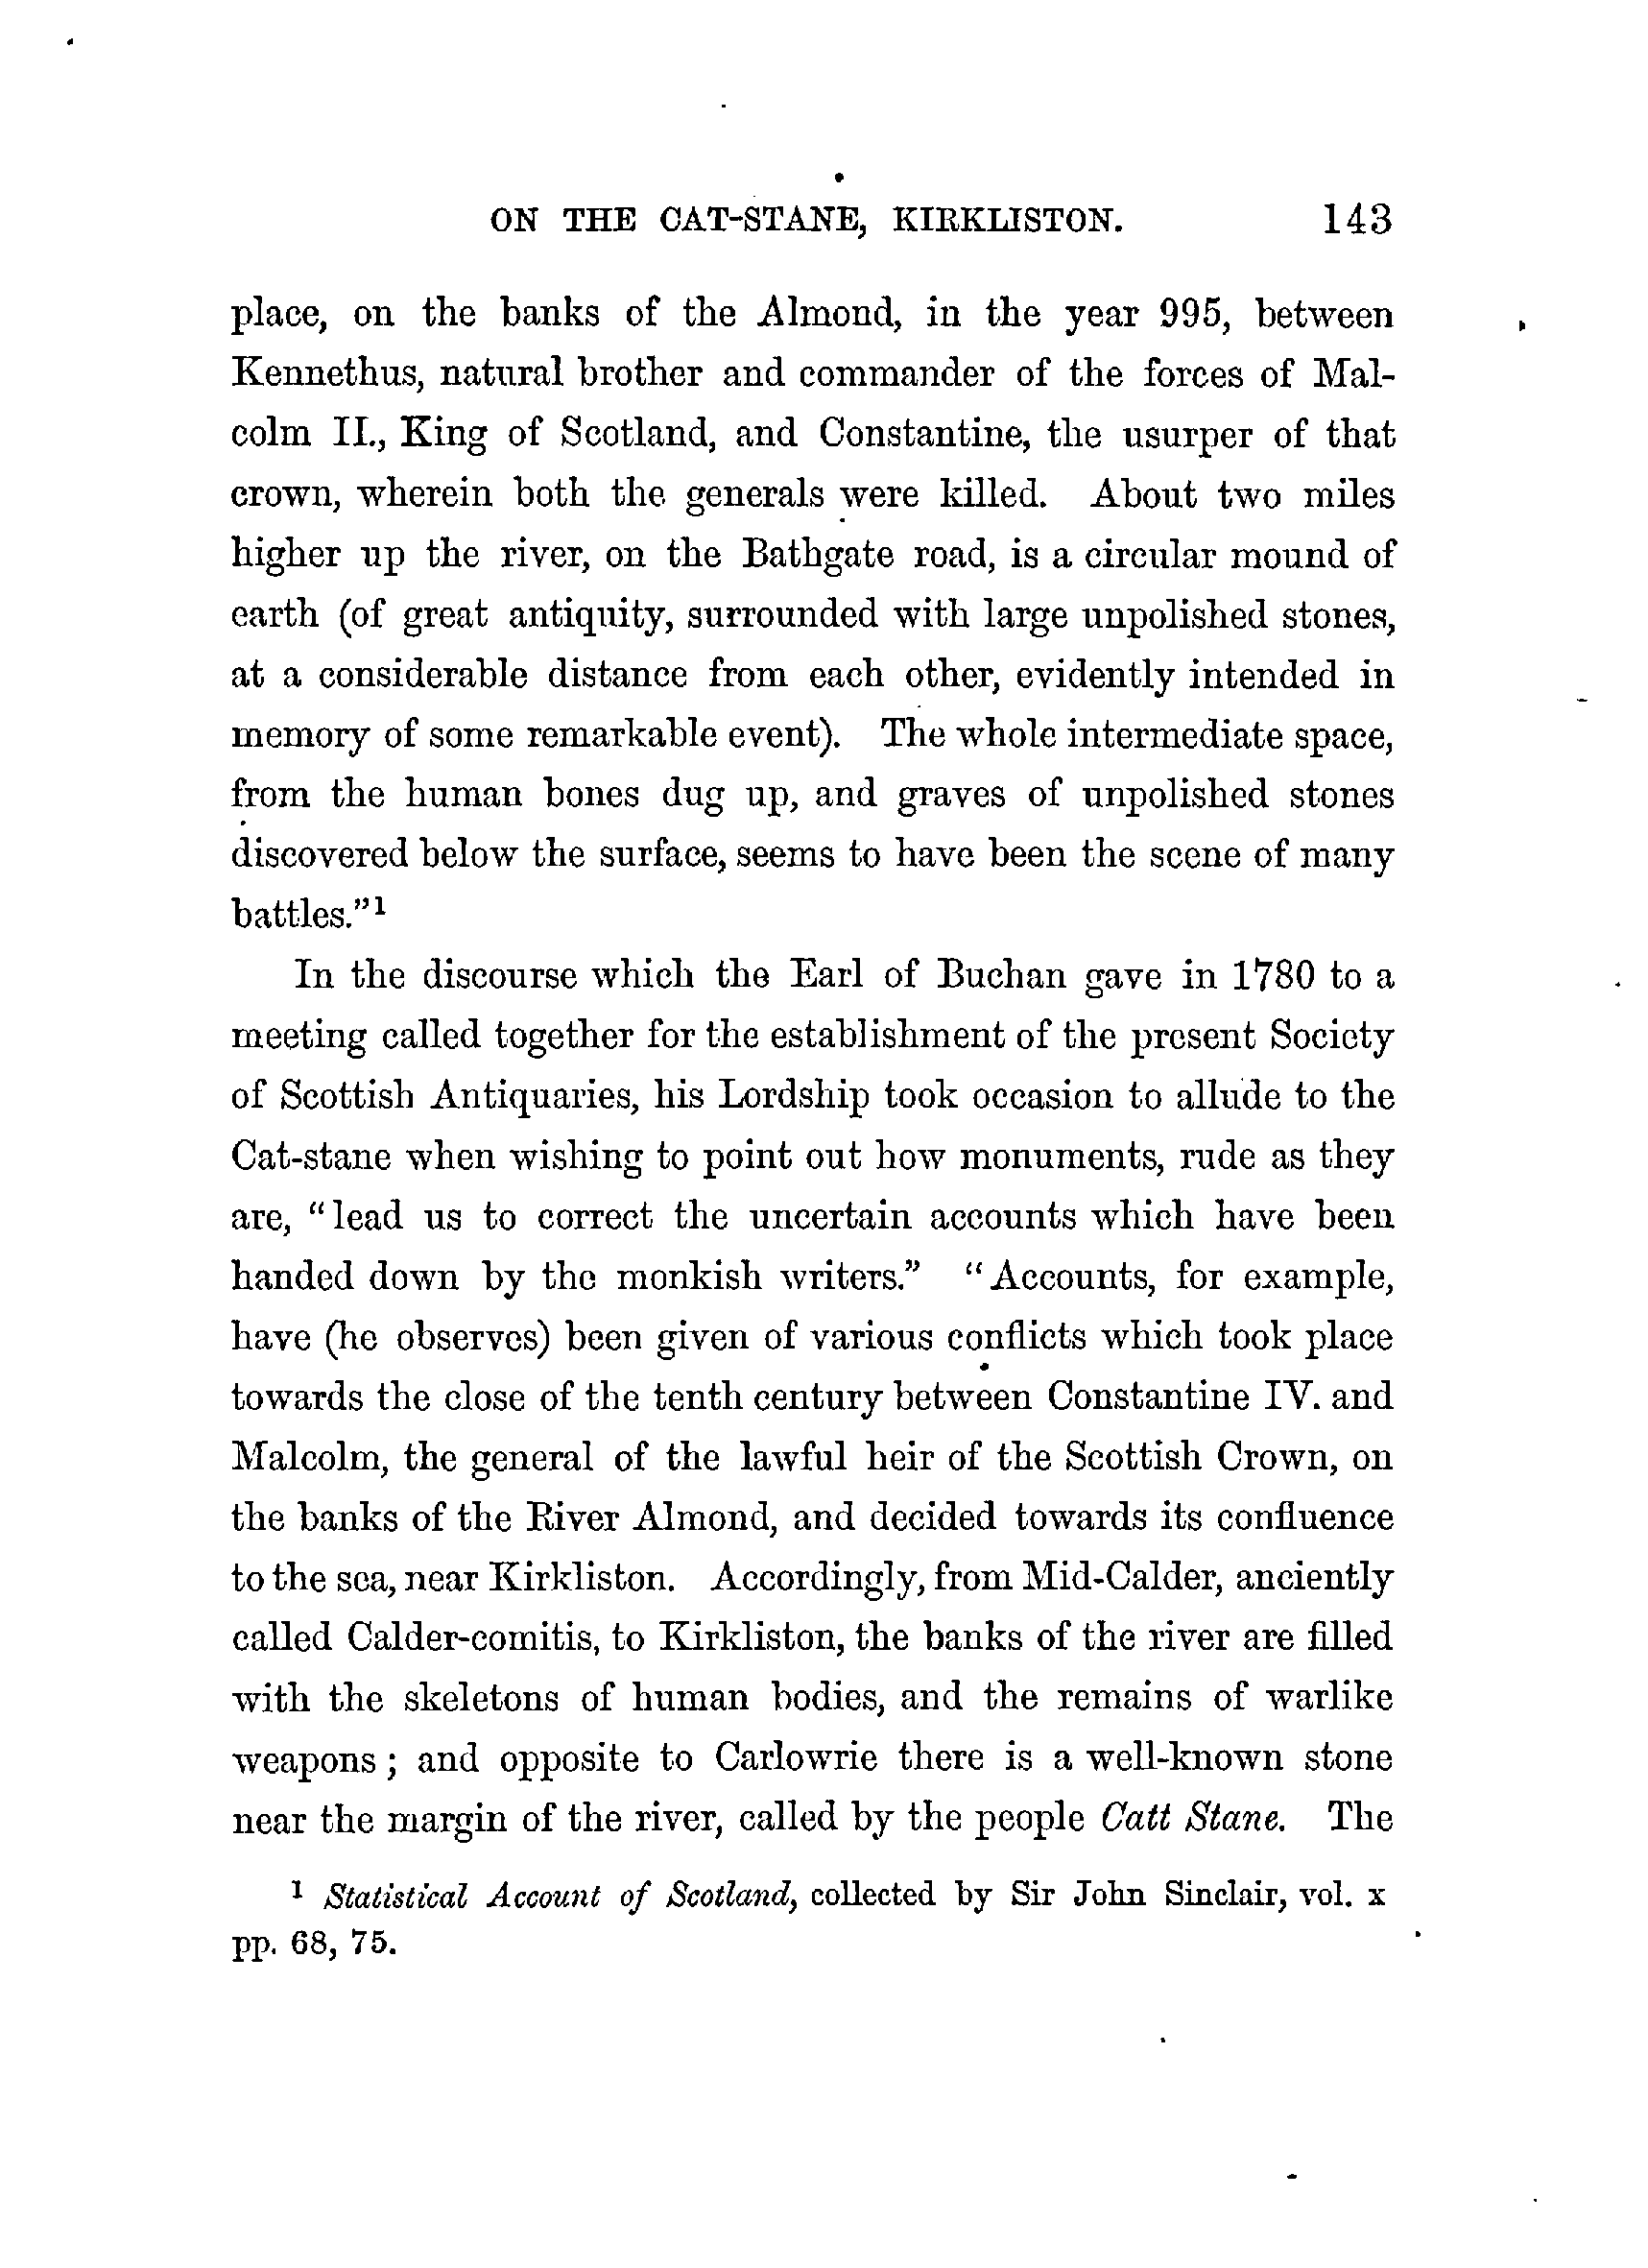 ON THE CAT-STANE, KIRKLISTON. 143
place, on the banks of the Almond, in the year 995, between
Kennethus, natural brother and commander of the forces of Mal-
colm II., King of Scotland, and Constantine, the usurper of that
crown, wherein both the generals were killed. About two miles
higher up the river, on the Bathgate road, is a circular mound of
earth (of great antiquity, surrounded with large unpolished stones,
at a considerable distance from each other, evidently intended in
memory of some remarkable event). The whole intermediate space,
from the human bones dug up, and graves of unpolished stones
discovered below the surface, seems to have been the scene of many
battles."¹
In the discourse which the Earl of Buchan gave in 1780 to a
meeting called together for the establishment of the present Society
of Scottish Antiquaries, his Lordship took occasion to allude to the
Cat-stane when wishing to point out how monuments, rude as they
are, "lead us to correct the uncertain accounts which have been
handed down by the monkish writers." "Accounts, for example,
have (he observes) been given of various conflicts which took place
towards the close of the tenth century between Constantine IV. and
Malcolm, the general of the lawful heir of the Scottish Crown, on
the banks of the River Almond, and decided towards its confluence
to the sea, near Kirkliston. Accordingly, from Mid-Calder, anciently
called Calder-comitis, to Kirkliston, the banks of the river are filled
with the skeletons of human bodies, and the remains of warlike
weapons; and opposite to Carlowrie there is a well-known stone
near the margin of the river, called by the people Catt Stane. The
¹ Statistical Account of Scotland, collected by Sir John Sinclair, vol. x
pp. 68, 75.